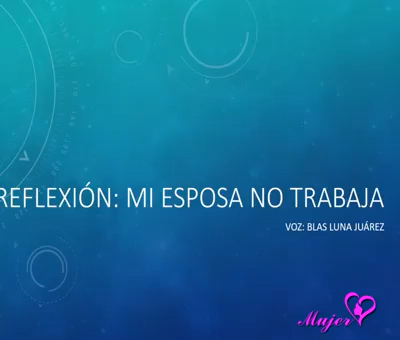 REFLEXIÓN: MI ESPOSA NO TRABAJA
VOZ: BLAS LUNA JUÁREZ
Mujer